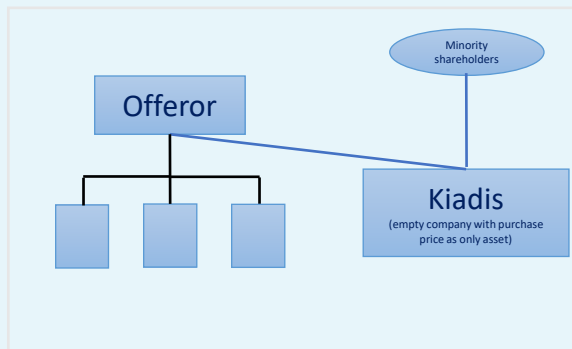 Minority
shareholders
Offeror
Kiadis
(empty company with purchase
price as only asset)